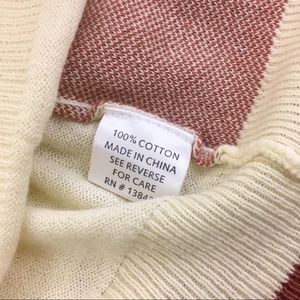 100% COTTON
MADE IN CHINA
SEE REVERSE
FOR CARE
RN # 1384